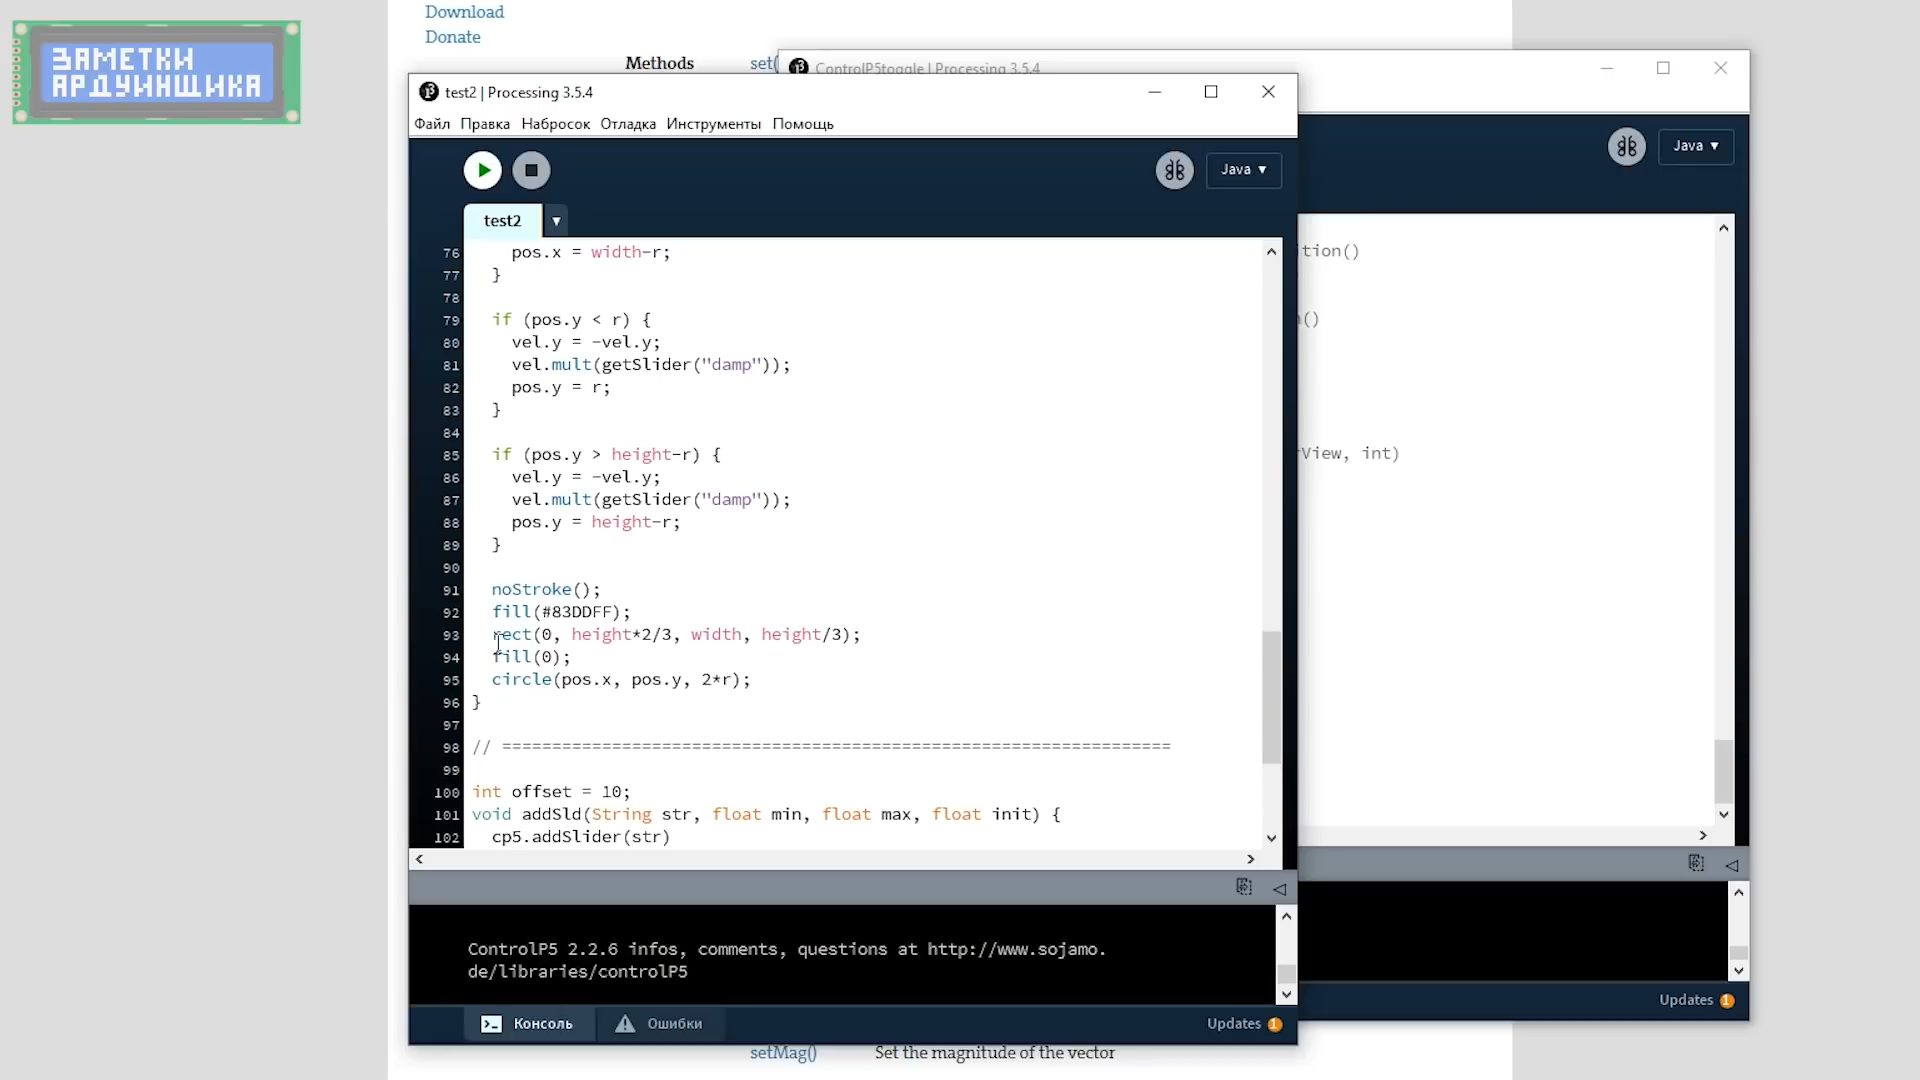 Download
Donate
Methods set(
ControlP5toggle | Processing 3.5.4
ЗАМЕТКИ
АРДУИНЩИКА
test2 | Processing 3.5.4
Файл Правка Набросок Отладка Инструменты Помощь
Java ▼
Java ▼
test2 ▼
76 pos.x = width-r;
77 }
78
79 if (pos.y < r) {
80 vel.y = -vel.y;
81 vel.mult(getSlider("damp"));
82 pos.y = r;
83 }
84
85 if (pos.y > height-r) {
86 vel.y = -vel.y;
87 vel.mult(getSlider("damp"));
88 pos.y = height-r;
89 }
90
91 noStroke();
92 fill(#83DDFF);
93 rect(0, height*2/3, width, height/3);
94 fill(0);
95 circle(pos.x, pos.y, 2*r);
96 }
97
98 // ===================================================================
99
100 int offset = 10;
101 void addSld(String str, float min, float max, float init) {
102 cp5.addSlider(str)
tion()
()
rView, int)
ControlP5 2.2.6 infos, comments, questions at http://www.sojamo.
de/libraries/controlP5
Консоль Ошибки Updates 1
Updates 1
setMag() Set the magnitude of the vector